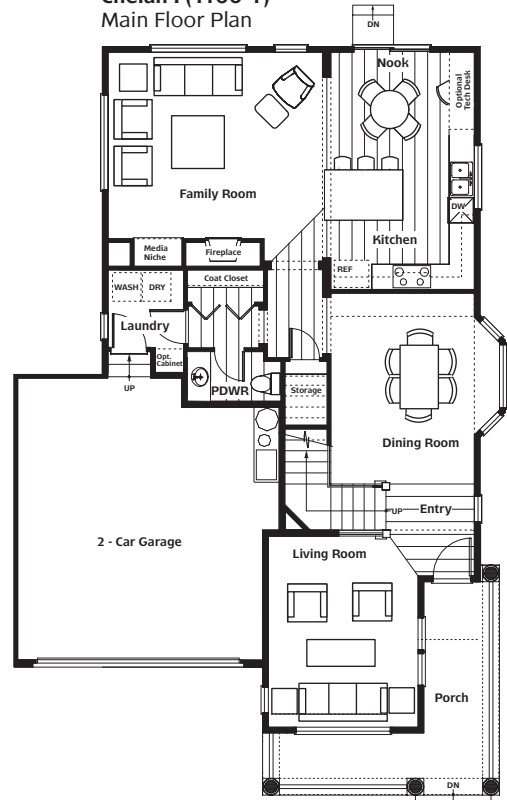 Main Floor Plan
DN
Nook
Optional
Tech Desk
Family Room
DW
Kitchen
Media
Niche
Fireplace
REF
Coat Closet
WASH DRY
Laundry
Opt.
Cabinet
UP
PDWR
Storage
Dining Room
UP
Entry
2 - Car Garage
Living Room
Porch
DN